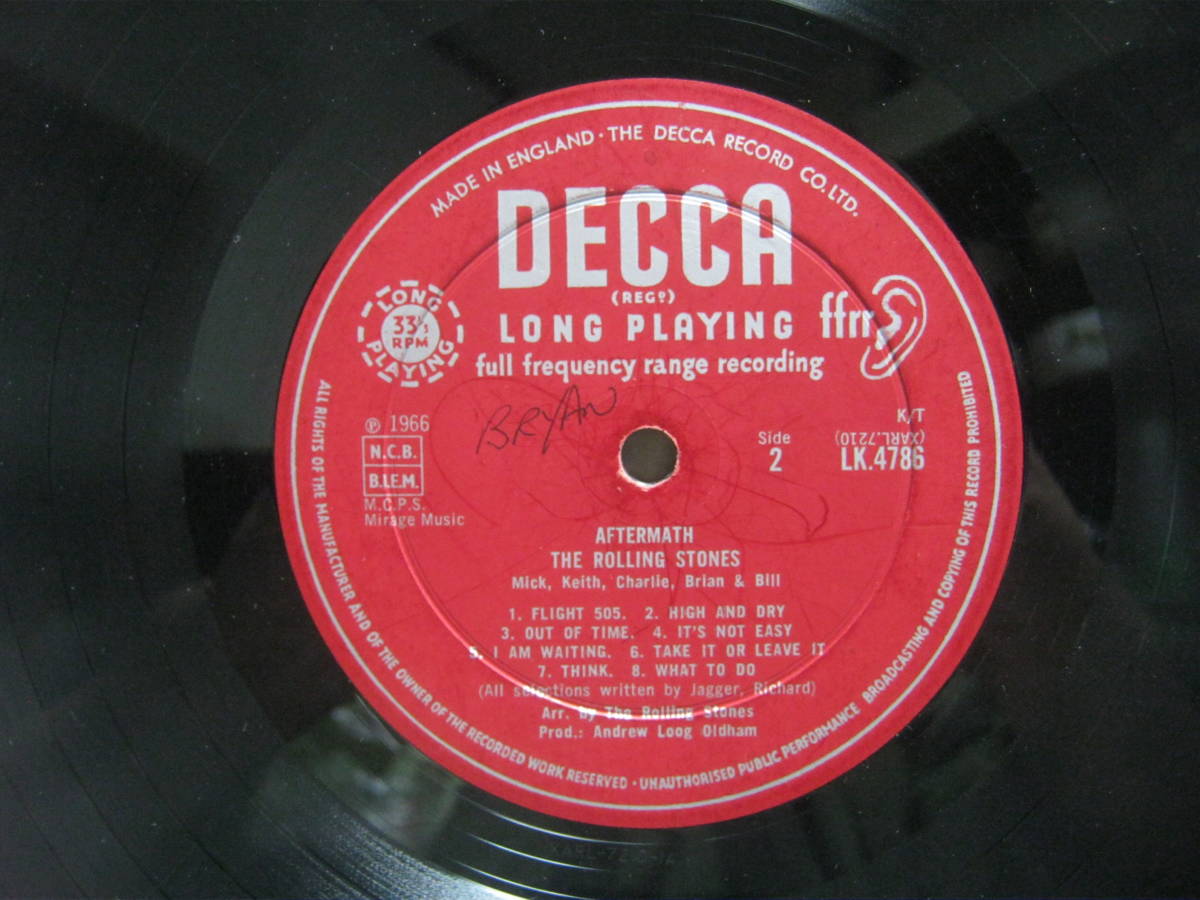 MADE IN ENGLAND · THE DECCA RECORD CO. LTD.
DECCA
(REGD)
LONG PLAYING
ffrr
full frequency range recording
LONG
33⅓
RPM
PLAYING
BRYAN
℗ 1966
N.C.B.
B.I.E.M.
M.C.P.S.
Mirage Music
Side
2
K/T
(XARL.7210)
LK.4786
AFTERMATH
THE ROLLING STONES
Mick, Keith, Charlie, Brian & Bill
1. FLIGHT 505. 2. HIGH AND DRY
3. OUT OF TIME. 4. IT'S NOT EASY
5. I AM WAITING. 6. TAKE IT OR LEAVE IT
7. THINK. 8. WHAT TO DO
(All selections written by Jagger, Richard)
Arr. by The Rolling Stones
Prod.: Andrew Loog Oldham
ALL RIGHTS OF THE MANUFACTURER AND OF THE OWNER OF THE RECORDED WORK RESERVED · UNAUTHORISED PUBLIC PERFORMANCE BROADCASTING AND COPYING OF THIS RECORD PROHIBITED